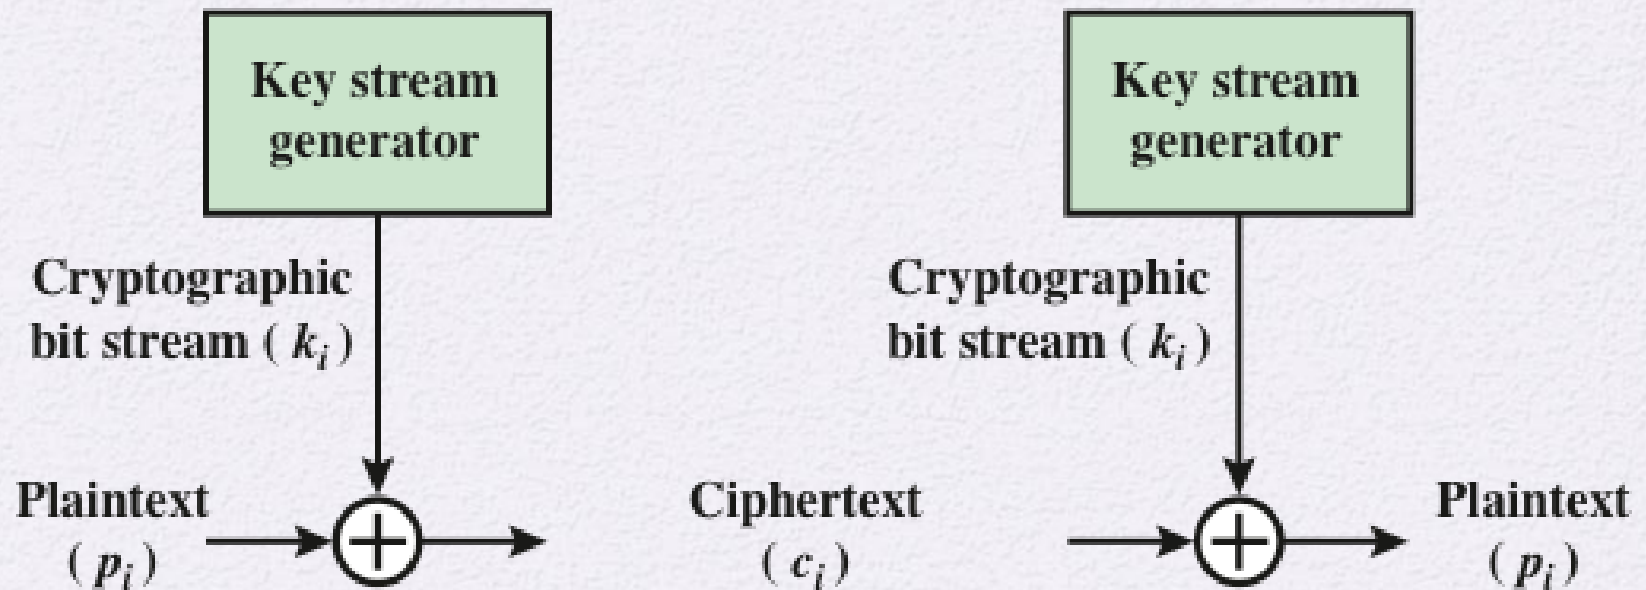 Key stream
generator
Cryptographic
bit stream ( kᵢ )
Plaintext
( pᵢ )
Ciphertext
( cᵢ )
Key stream
generator
Cryptographic
bit stream ( kᵢ )
Plaintext
( pᵢ )